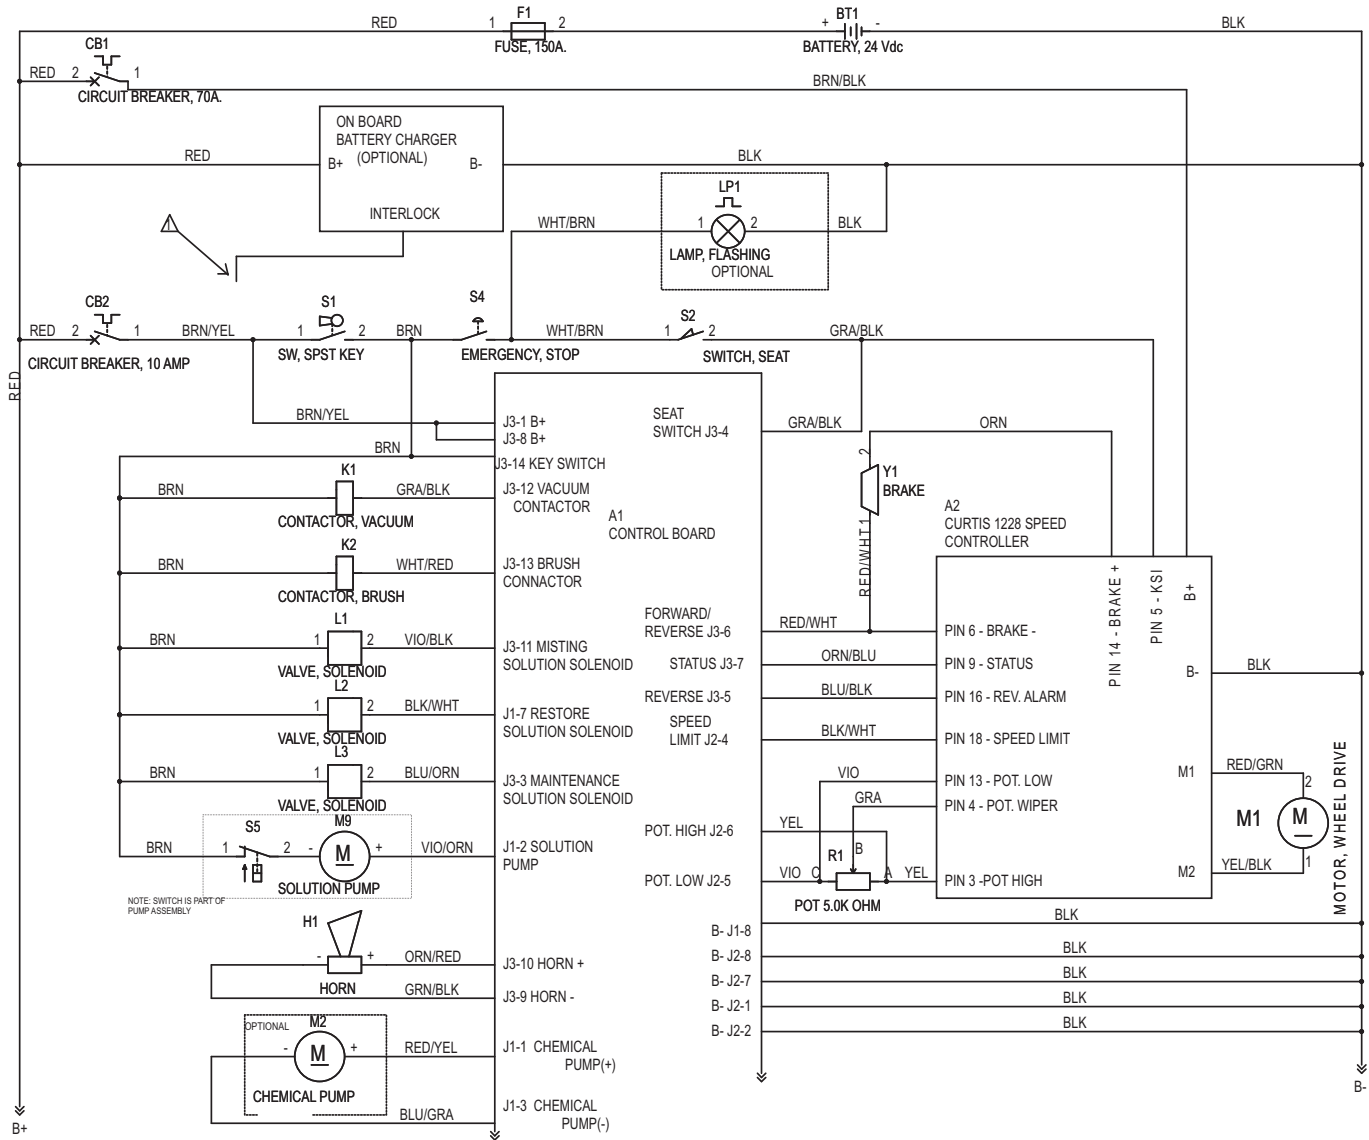 RED 1 F1 2 + BT1 - BLK
FUSE, 150A. BATTERY, 24 Vdc
CB1
RED 2 1 BRN/BLK
CIRCUIT BREAKER, 70A.
ON BOARD
BATTERY CHARGER
(OPTIONAL)
RED B+ B- BLK
INTERLOCK
LP1
WHT/BRN 1 2 BLK
LAMP, FLASHING
OPTIONAL
CB2 S1 S4 S2
RED 2 1 BRN/YEL 1 2 BRN WHT/BRN 1 2 GRA/BLK
CIRCUIT BREAKER, 10 AMP SW, SPST KEY EMERGENCY, STOP SWITCH, SEAT
RED
BRN/YEL J3-1 B+
J3-8 B+
BRN J3-14 KEY SWITCH
SEAT
SWITCH J3-4 GRA/BLK
ORN
2 Y1
BRAKE
RED/WHT 1
K1
BRN GRA/BLK J3-12 VACUUM
CONTACTOR
CONTACTOR, VACUUM
A1
CONTROL BOARD
A2
CURTIS 1228 SPEED
CONTROLLER
K2
BRN WHT/RED J3-13 BRUSH
CONNACTOR
CONTACTOR, BRUSH
PIN 14 - BRAKE +
PIN 5 - KSI
B+
L1
BRN 1 2 VIO/BLK J3-11 MISTING
SOLUTION SOLENOID
VALVE, SOLENOID
FORWARD/
REVERSE J3-6 RED/WHT PIN 6 - BRAKE -
STATUS J3-7 ORN/BLU PIN 9 - STATUS
B- BLK
L2
1 2 BLK/WHT J1-7 RESTORE
SOLUTION SOLENOID
VALVE, SOLENOID
REVERSE J3-5 BLU/BLK PIN 16 - REV. ALARM
SPEED
LIMIT J2-4 BLK/WHT PIN 18 - SPEED LIMIT
L3
BRN 1 2 BLU/ORN J3-3 MAINTENANCE
SOLUTION SOLENOID
VALVE, SOLENOID
VIO PIN 13 - POT. LOW
GRA PIN 4 - POT. WIPER
M1 RED/GRN
2
M1 M
1
M2 YEL/BLK
MOTOR, WHEEL DRIVE
S5 M9
BRN 1 2 - M + VIO/ORN J1-2 SOLUTION
PUMP
SOLUTION PUMP
NOTE: SWITCH IS PART OF
PUMP ASSEMBLY
POT. HIGH J2-6 YEL
R1 B
POT. LOW J2-5 VIO C A YEL PIN 3 -POT HIGH
POT 5.0K OHM
H1
- + ORN/RED J3-10 HORN +
HORN GRN/BLK J3-9 HORN -
BLK
B- J1-8
B- J2-8 BLK
B- J2-7 BLK
B- J2-1 BLK
B- J2-2 BLK
OPTIONAL M2
- M + RED/YEL J1-1 CHEMICAL
PUMP(+)
CHEMICAL PUMP
BLU/GRA J1-3 CHEMICAL
PUMP(-)
B+
B-